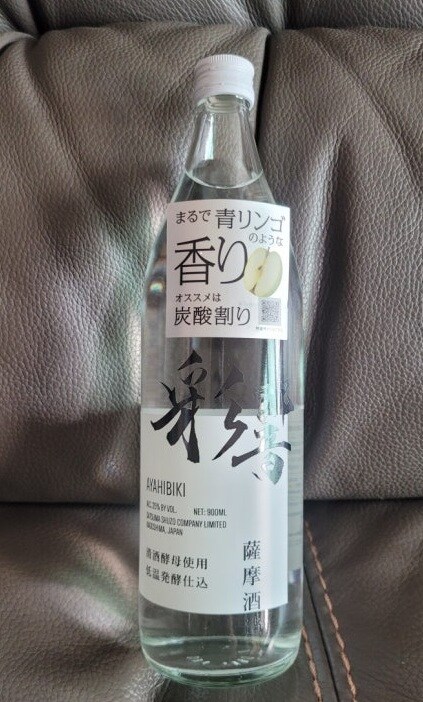 まるで青リンゴ
のような
香り
オススメは
炭酸割り
彩響
AYAHIBIKI
ALC.25% BY VOL. NET: 900ML
SATSUMA SHUZO COMPANY LIMITED
KAGOSHIMA, JAPAN
清酒酵母使用
低温発酵仕込
薩摩酒